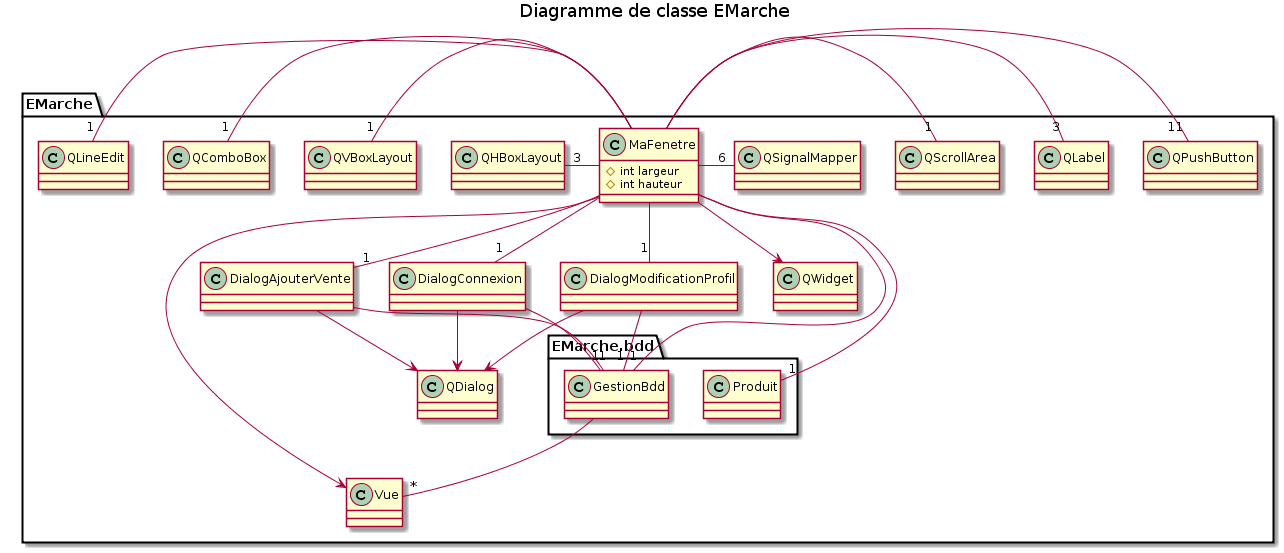 Diagramme de classe EMarche
EMarche
1
1
1
1
3
11
C QLineEdit
C QComboBox
C QVBoxLayout
C QHBoxLayout
3
C MaFenetre
int largeur
int hauteur
6
C QSignalMapper
C QScrollArea
C QLabel
C QPushButton
1
1
1
C DialogAjouterVente
C DialogConnexion
C DialogModificationProfil
C QWidget
EMarche.bdd
1
1
1
1
1
C QDialog
C GestionBdd
C Produit
*
C Vue